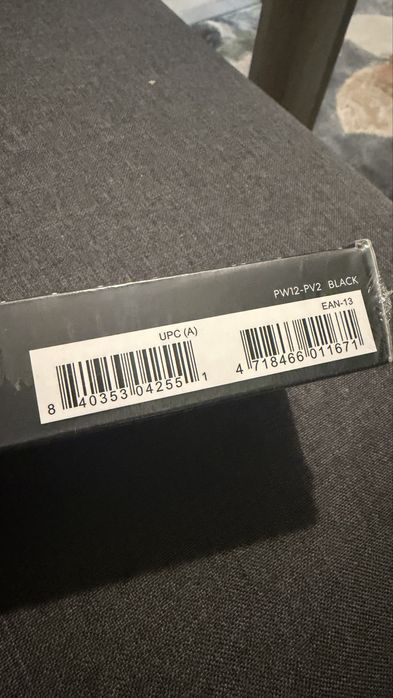 PW12-PV2 BLACK
UPC (A)
8 40353 04255 1
EAN-13
4 718466 011671